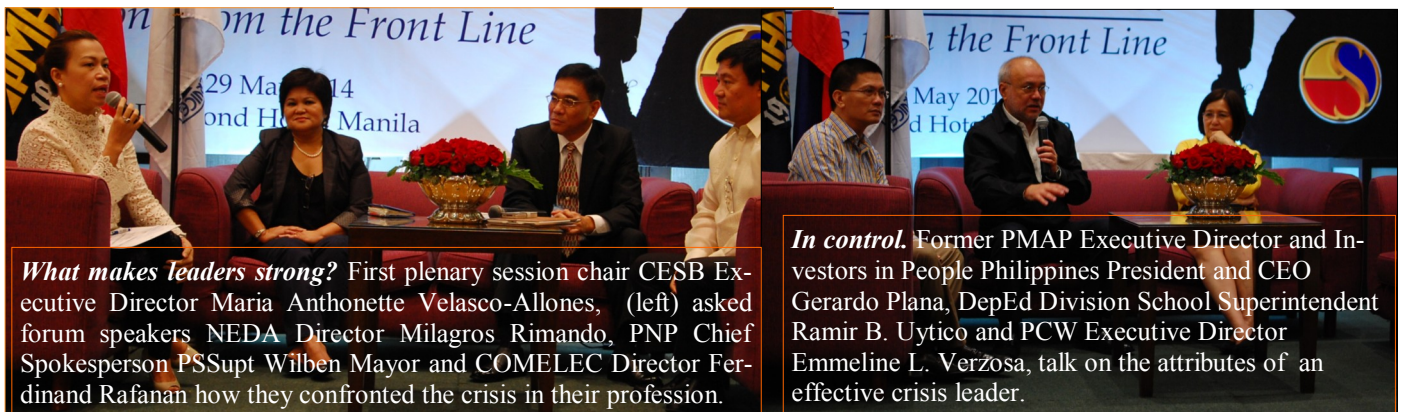 om the Front Line
29 Ma 14
ond H Manila
What makes leaders strong? First plenary session chair CESB Ex-
ecutive Director Maria Anthonette Velasco-Allones, (left) asked
forum speakers NEDA Director Milagros Rimando, PNP Chief
Spokesperson PSSupt Wilben Mayor and COMELEC Director Fer-
dinand Rafanan how they confronted the crisis in their profession.
the Front Line
May 201
d Hot
In control. Former PMAP Executive Director and In-
vestors in People Philippines President and CEO
Gerardo Plana, DepEd Division School Superintendent
Ramir B. Uytico and PCW Executive Director
Emmeline L. Verzosa, talk on the attributes of an
effective crisis leader.